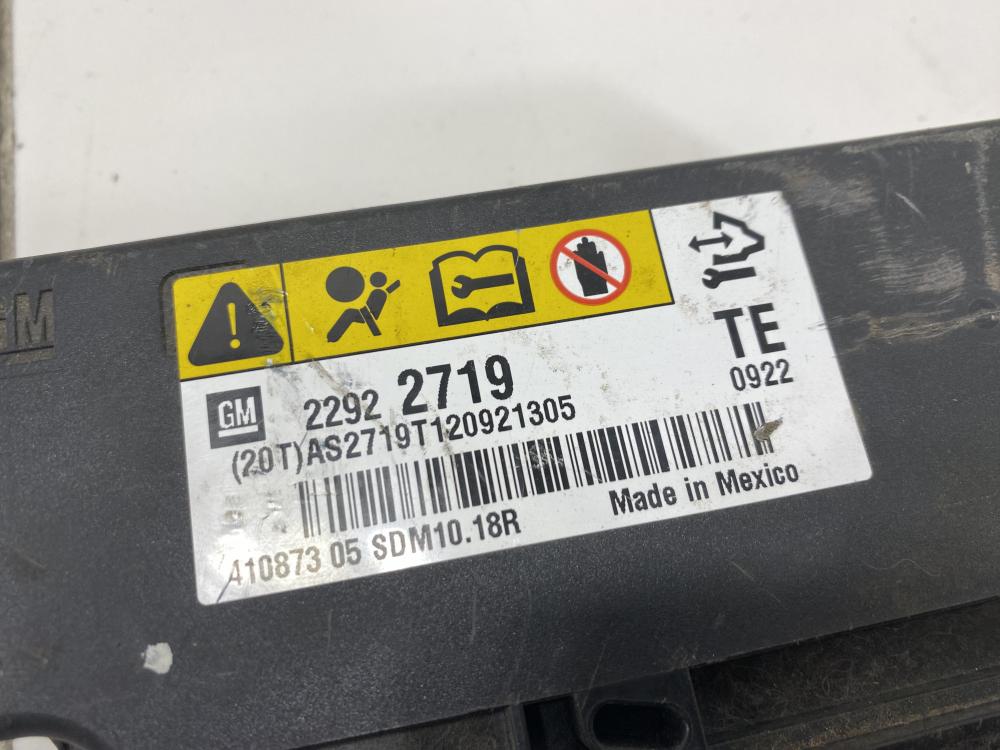 GM
TE
GM 2292 2719
0922
(20T)AS2719T120921305
Made in Mexico
410873 05 SDM10.18R